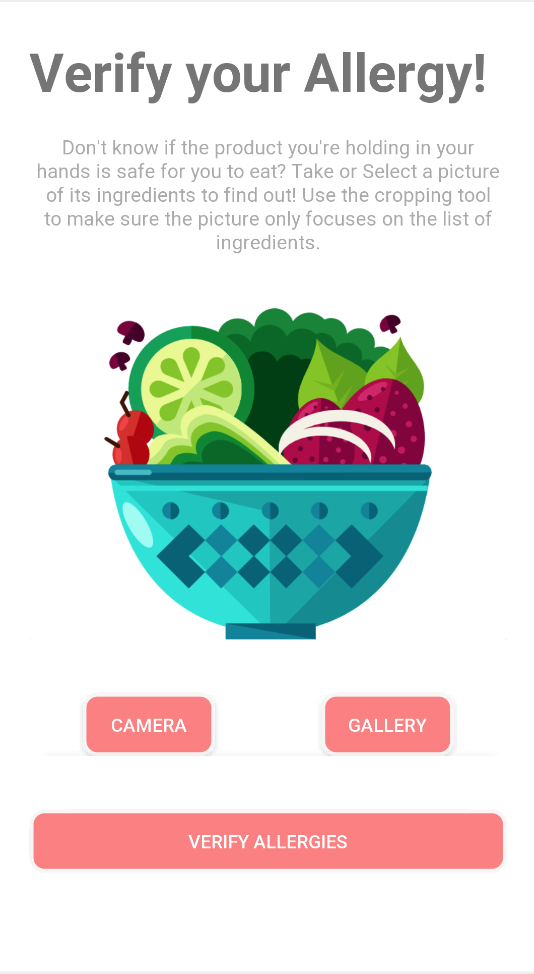 Verify your Allergy!
Don't know if the product you're holding in your
hands is safe for you to eat? Take or Select a picture
of its ingredients to find out! Use the cropping tool
to make sure the picture only focuses on the list of
ingredients.
CAMERA
GALLERY
VERIFY ALLERGIES